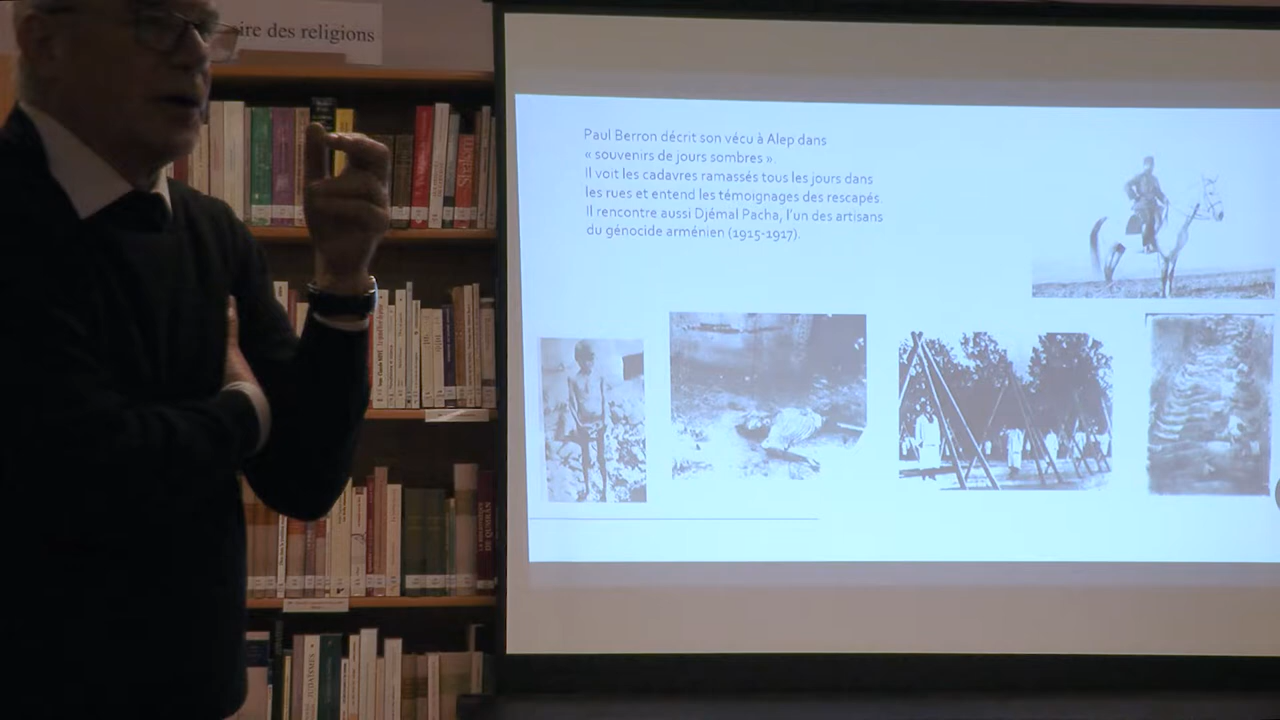 ire des religions
Paul Berron décrit son vécu à Alep dans
« souvenirs de jours sombres ».
Il voit les cadavres ramassés tous les jours dans
les rues et entend les témoignages des rescapés.
Il rencontre aussi Djémal Pacha, l'un des artisans
du génocide arménien (1915-1917).